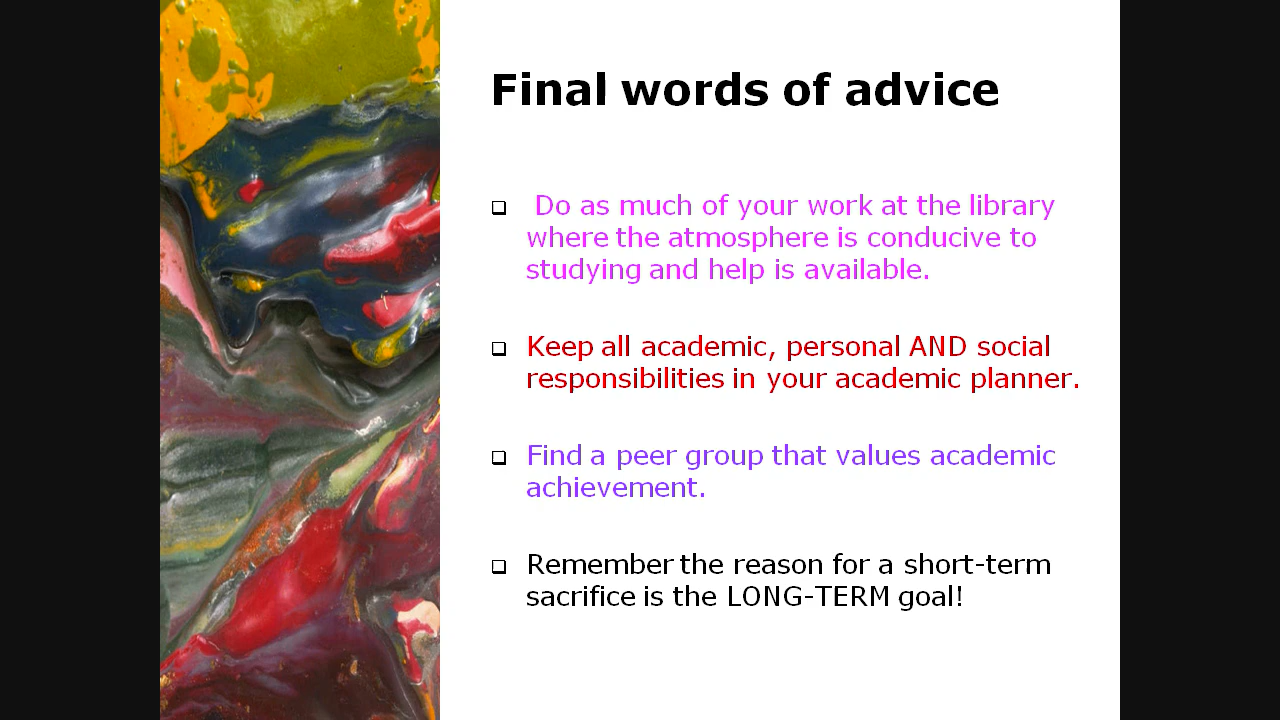 Final words of advice
❑ Do as much of your work at the library
where the atmosphere is conducive to
studying and help is available.
❑ Keep all academic, personal AND social
responsibilities in your academic planner.
❑ Find a peer group that values academic
achievement.
❑ Remember the reason for a short-term
sacrifice is the LONG-TERM goal!